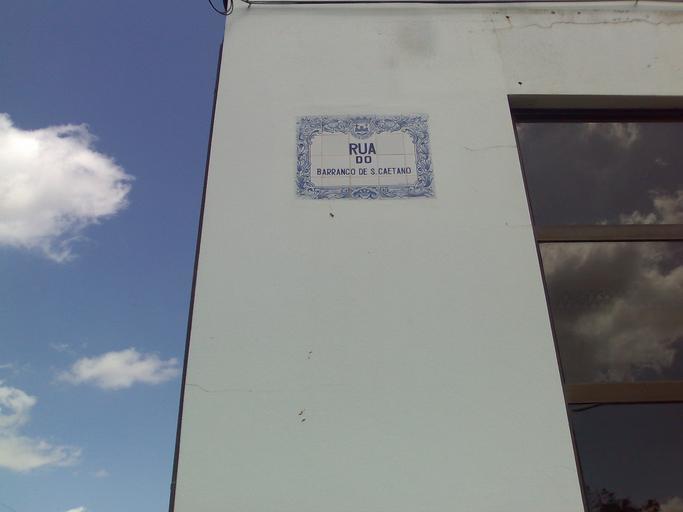 RUA
DO
BARRANCO DE S. CAETANO